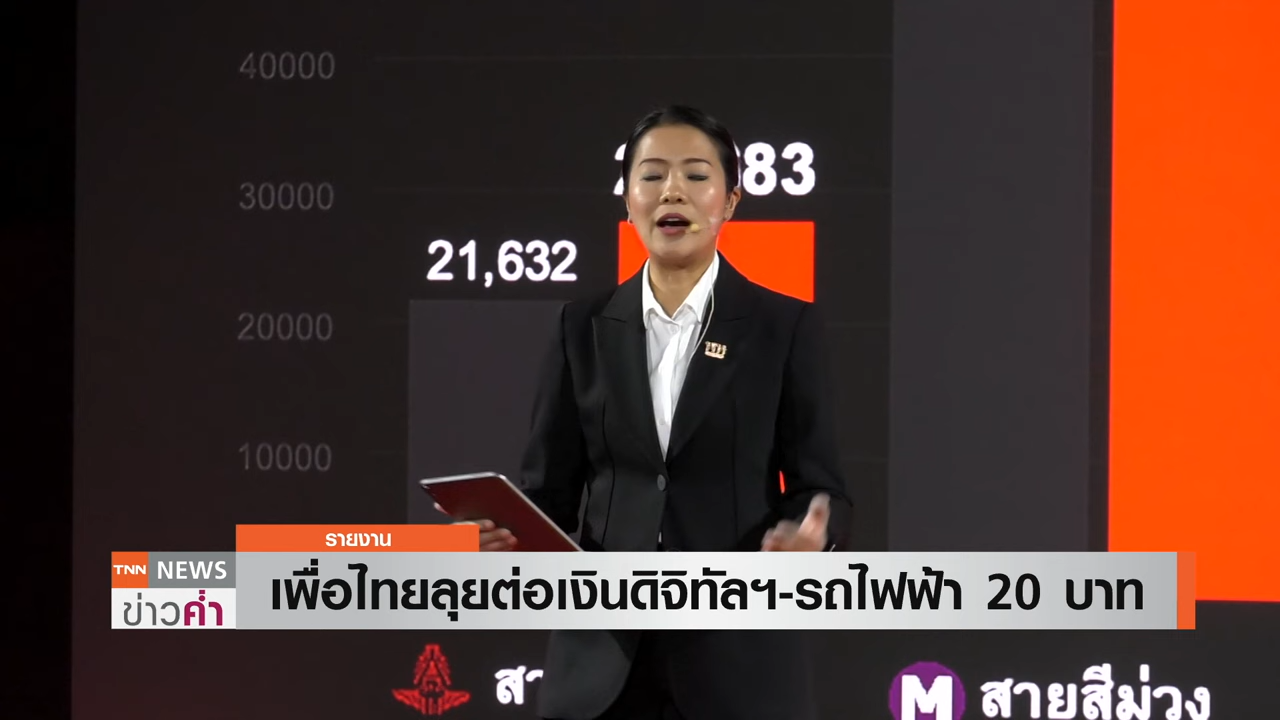 40000
30000
20000
10000
21,632
83
รายงาน
TNN NEWS
ข่าวค่ำ
เพื่อไทยลุยต่อเงินดิจิทัลฯ-รถไฟฟ้า 20 บาท
M สายสีม่วง